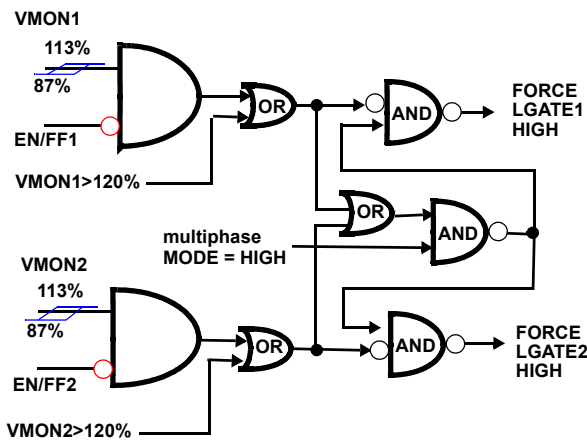 VMON1
113%
87%
EN/FF1
VMON1>120%
OR
AND
FORCE
LGATE1
HIGH
OR
AND
multiphase
MODE = HIGH
VMON2
113%
87%
EN/FF2
VMON2>120%
OR
AND
FORCE
LGATE2
HIGH